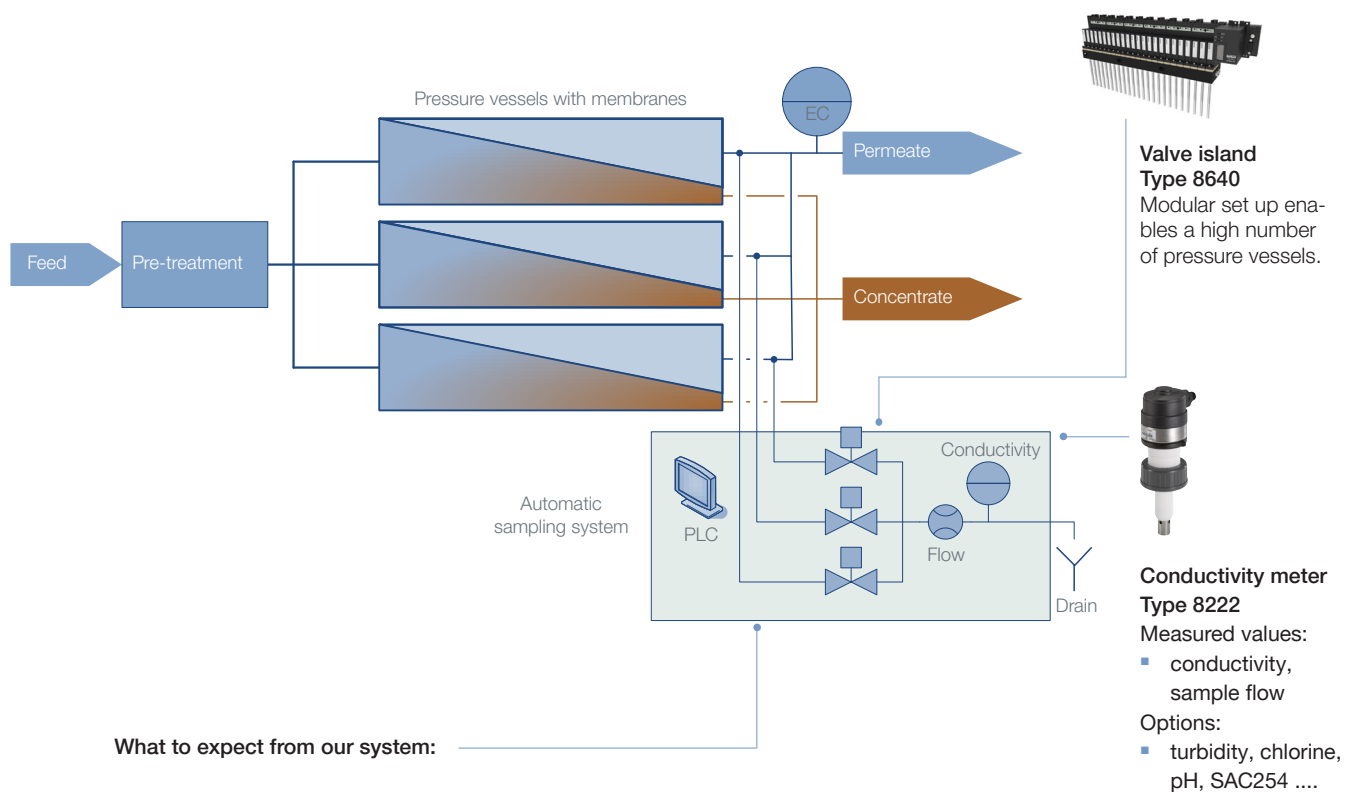 Pressure vessels with membranes
EC
Permeate
Feed
Pre-treatment
Concentrate
Valve island
Type 8640
Modular set up ena-
bles a high number
of pressure vessels.
Automatic
sampling system
PLC
Conductivity
Flow
Drain
Conductivity meter
Type 8222
Measured values:
▪ conductivity,
sample flow
Options:
▪ turbidity, chlorine,
pH, SAC254 ....
What to expect from our system: